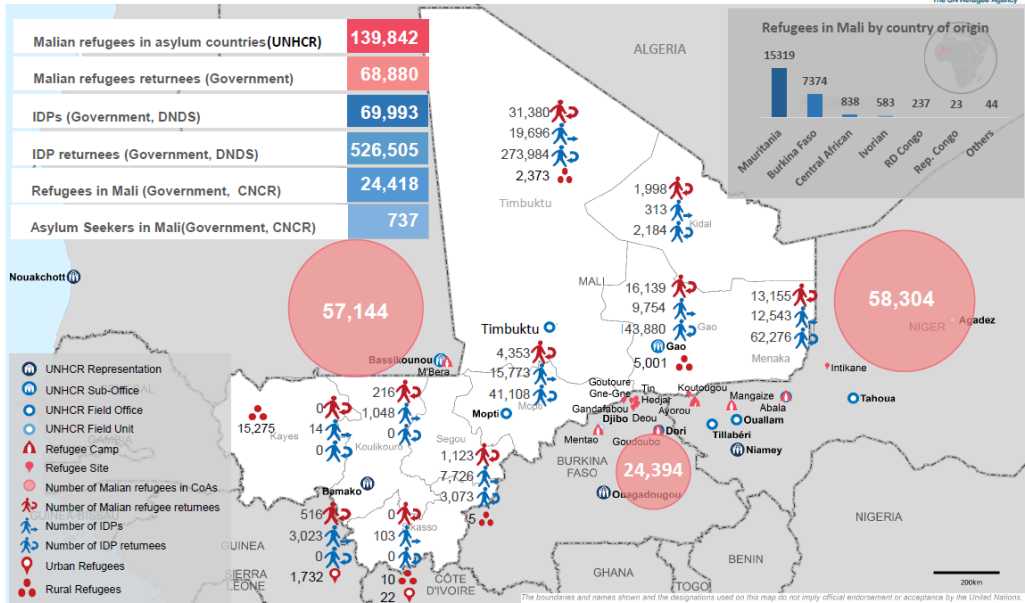 The UN Refugee Agency
Malian refugees in asylum countries(UNHCR) 139,842
Malian refugees returnees (Government) 68,880
IDPs (Government, DNDS) 69,993
IDP returnees (Government, DNDS) 526,505
Refugees in Mali (Government, CNCR) 24,418
Asylum Seekers in Mali(Government, CNCR) 737
Refugees in Mali by country of origin
15319
7374
838
583
237
23
44
Mauritania
Burkina Faso
Central African
Ivorian
RD Congo
Rep. Congo
Others
ALGERIA
31,380
19,696
273,984
2,373
Timbuktu
1,998
313
Kidal
2,184
Nouakchott
57,144
MALI
16,139
9,754
43,880
Gao
Gao
5,001
13,155
12,543
62,276
Menaka
58,304
NIGER
Agadez
Timbuktu
4,353
15,773
41,108
Mopti
Mopti
Bassikounou
M'Bera
Intikane
Tahoua
Goutoure
Gne-Gne
Gandafabou
Djibo
Mentao
Tin
Hedjar
Deou
Goudoubo
Dori
Koutougou
Ayorou
Mangaize
Abala
Ouallam
Tillabéri
Niamey
BURKINA
FASO
24,394
Ouagadougou
15,275
0
14
0
Kayes
216
1,048
0
Koulikouro
Segou
1,123
7,726
3,073
5
Bamako
516
3,023
0
1,732
0
103
0
10
22
GUINEA
SIERRA
LEONE
CÔTE
D'IVOIRE
GHANA
TOGO
BENIN
NIGERIA
GAMBIA
GUINEA-BISSAU
UNHCR Representation
UNHCR Sub-Office
UNHCR Field Office
UNHCR Field Unit
Refugee Camp
Refugee Site
Number of Malian refugees in CoAs
Number of Malian refugee returnees
Number of IDPs
Number of IDP returnees
Urban Refugees
Rural Refugees
200km
The boundaries and names shown and the designations used on this map do not imply official endorsement or acceptance by the United Nations.